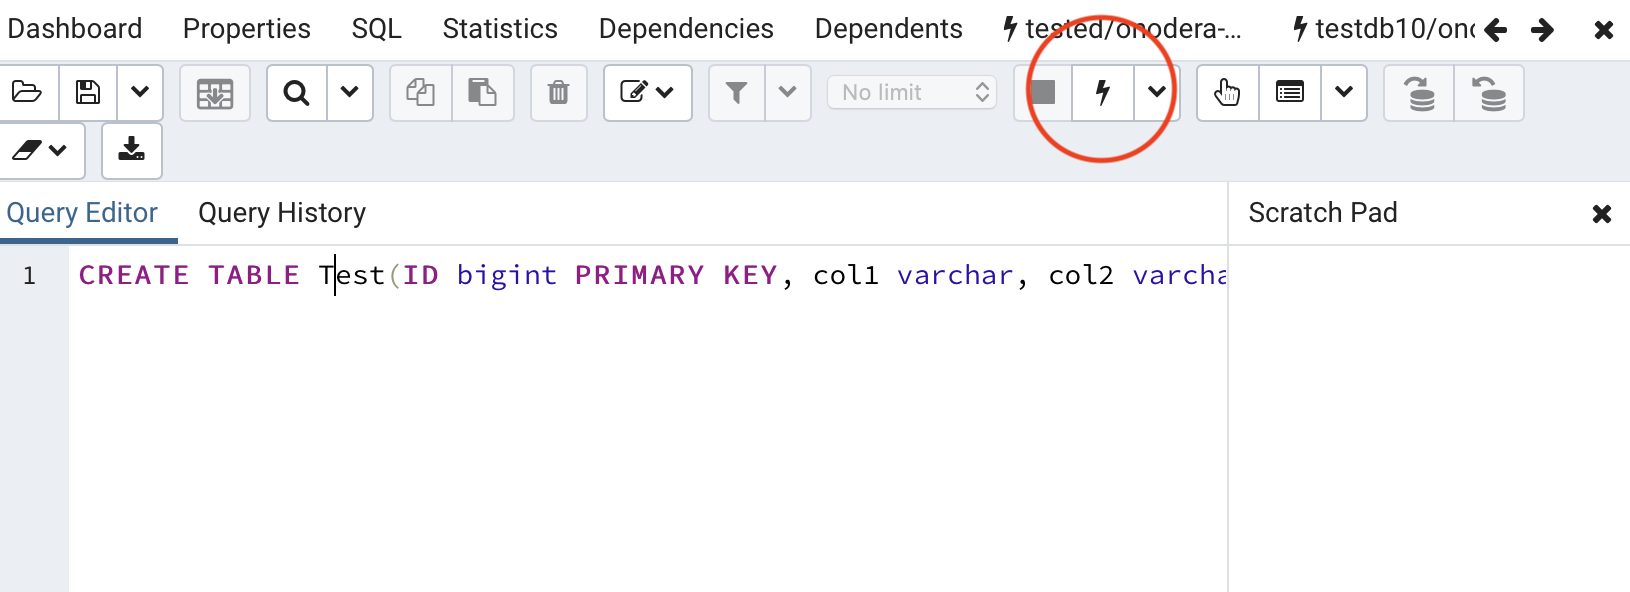 Dashboard Properties SQL Statistics Dependencies Dependents tested/onodera-... testdb10/ono
No limit
Query Editor Query History Scratch Pad
1 CREATE TABLE Test(ID bigint PRIMARY KEY, col1 varchar, col2 varcha